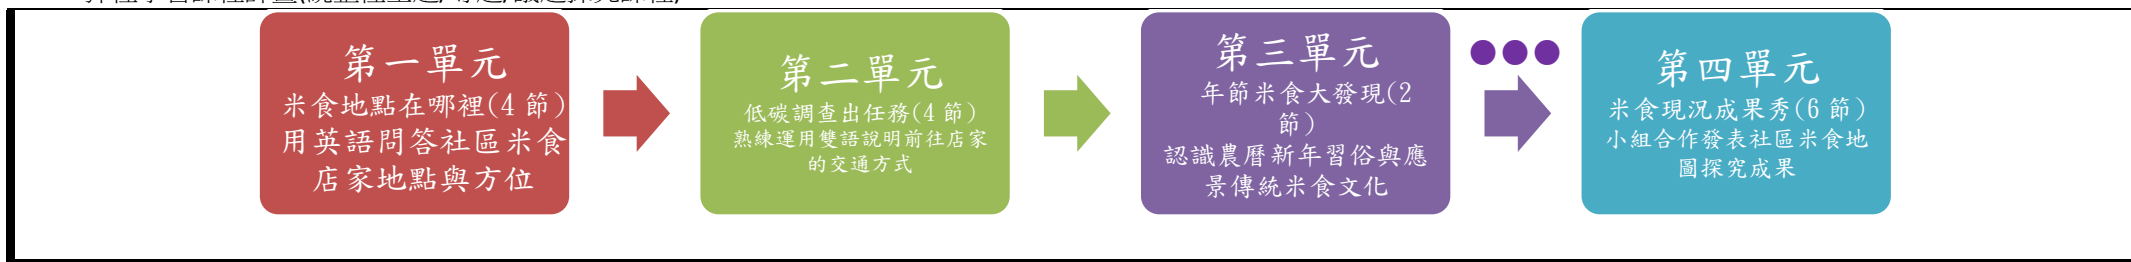 第一單元
米食地點在哪裡(4 節)
用英語問答社區米食
店家地點與方位
第二單元
低碳調查出任務(4 節)
熟練運用雙語說明前往店家
的交通方式
第三單元
年節米食大發現(2
節)
認識農曆新年習俗與應
景傳統米食文化
第四單元
米食現況成果秀(6 節)
小組合作發表社區米食地
圖探究成果